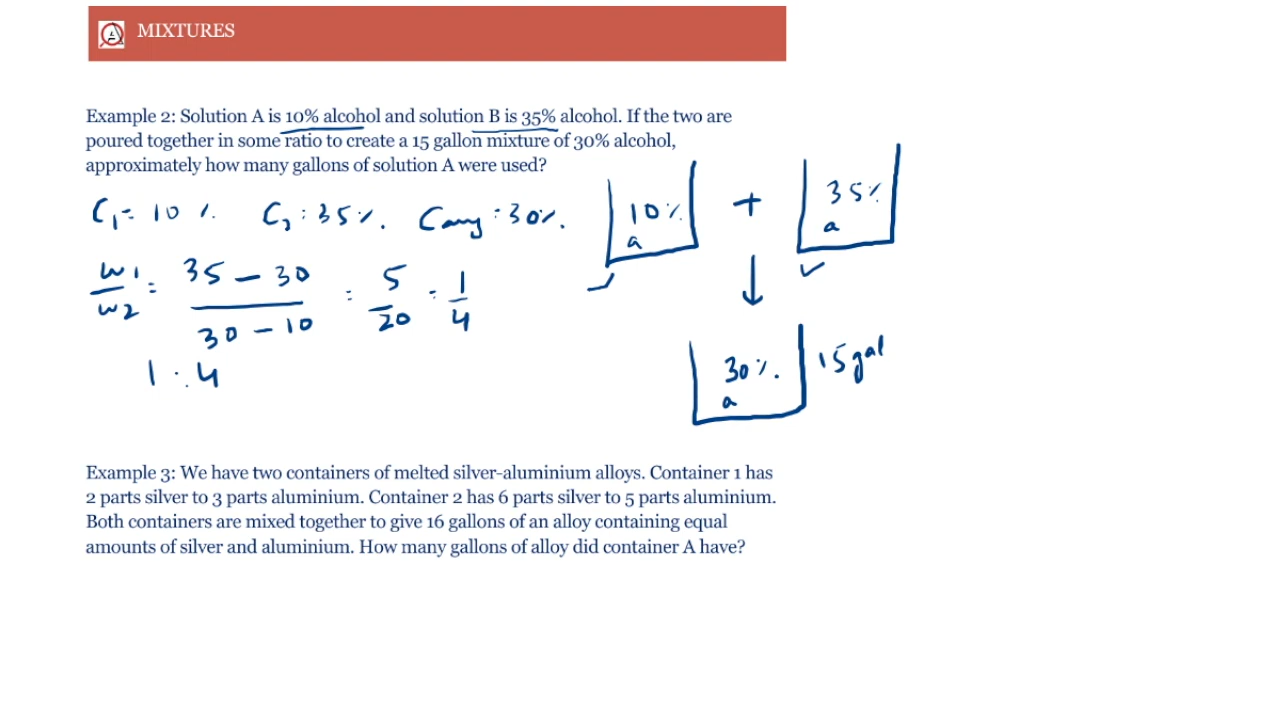 MIXTURES
Example 2: Solution A is 10% alcohol and solution B is 35% alcohol. If the two are
poured together in some ratio to create a 15 gallon mixture of 30% alcohol,
approximately how many gallons of solution A were used?
C1 = 10 %. C2 : 35%. Cavg = 30%.
10% a + 35% a
w1/w2 = 35 - 30 / 30 - 10 = 5/20 = 1/4
1 : 4
30%. a 15 gal
Example 3: We have two containers of melted silver-aluminium alloys. Container 1 has
2 parts silver to 3 parts aluminium. Container 2 has 6 parts silver to 5 parts aluminium.
Both containers are mixed together to give 16 gallons of an alloy containing equal
amounts of silver and aluminium. How many gallons of alloy did container A have?